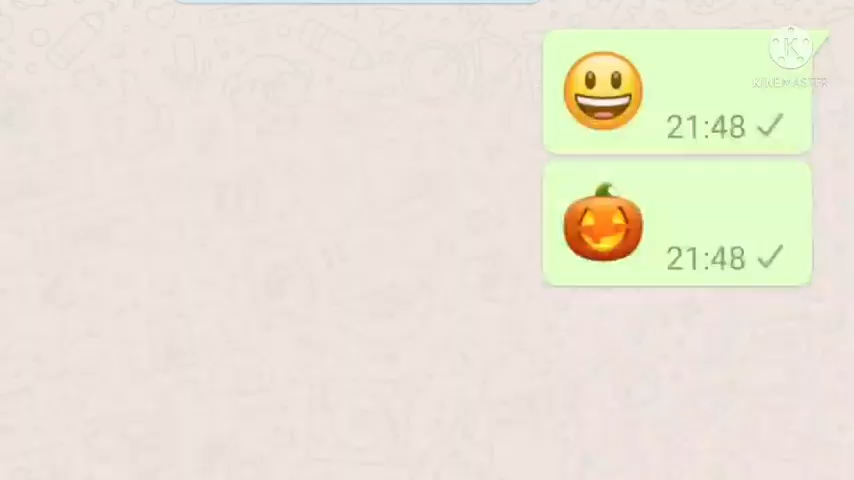 K
KINEMASTER
😃
21:48 ✓
🎃
21:48 ✓